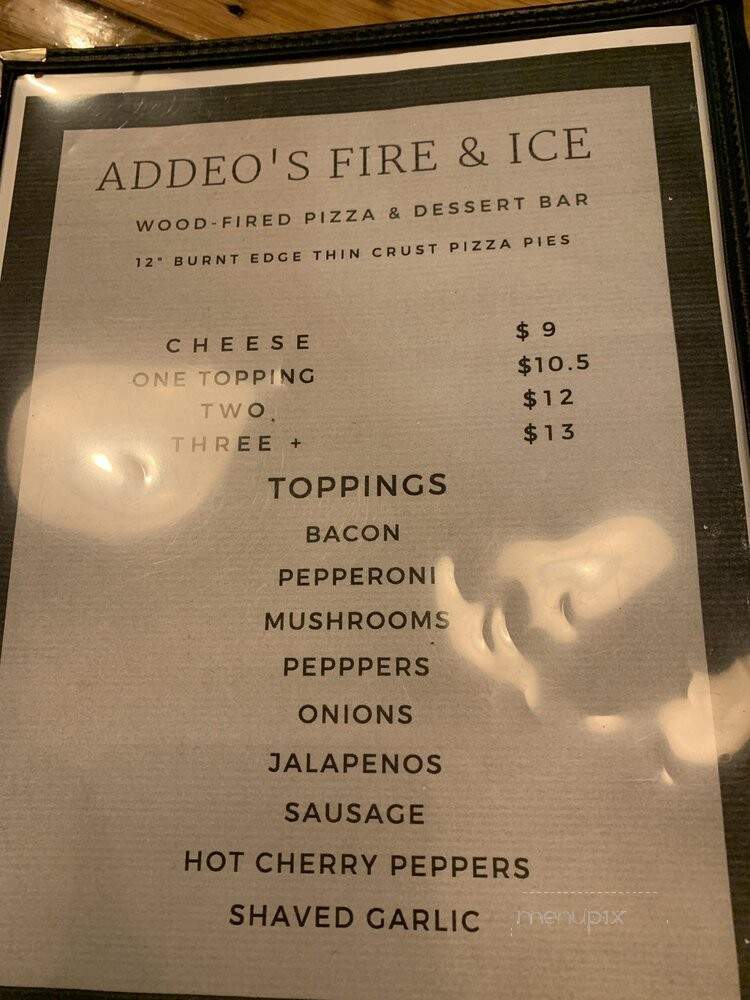 ADDEO'S FIRE & ICE
WOOD-FIRED PIZZA & DESSERT BAR
12" BURNT EDGE THIN CRUST PIZZA PIES
CHEESE $ 9
ONE TOPPING $10.5
TWO $12
THREE + $13
TOPPINGS
BACON
PEPPERONI
MUSHROOMS
PEPPPERS
ONIONS
JALAPENOS
SAUSAGE
HOT CHERRY PEPPERS
SHAVED GARLIC
menupix